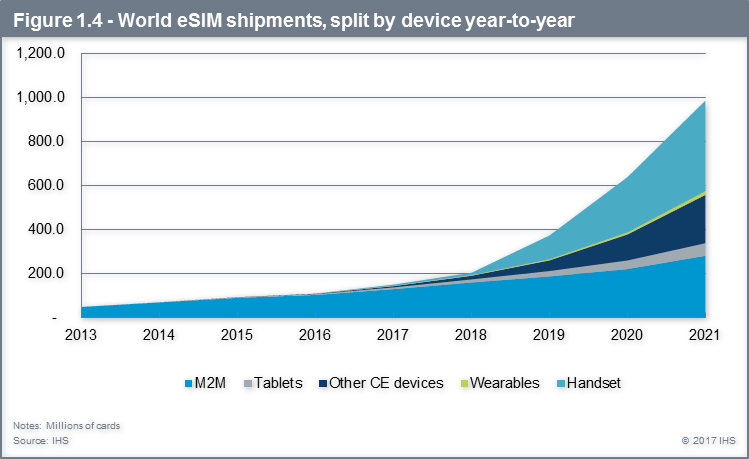 Figure 1.4 - World eSIM shipments, split by device year-to-year
1,200.0
1,000.0
800.0
600.0
400.0
200.0
-
2013 2014 2015 2016 2017 2018 2019 2020 2021
M2M Tablets Other CE devices Wearables Handset
Notes: Millions of cards
Source: IHS © 2017 IHS